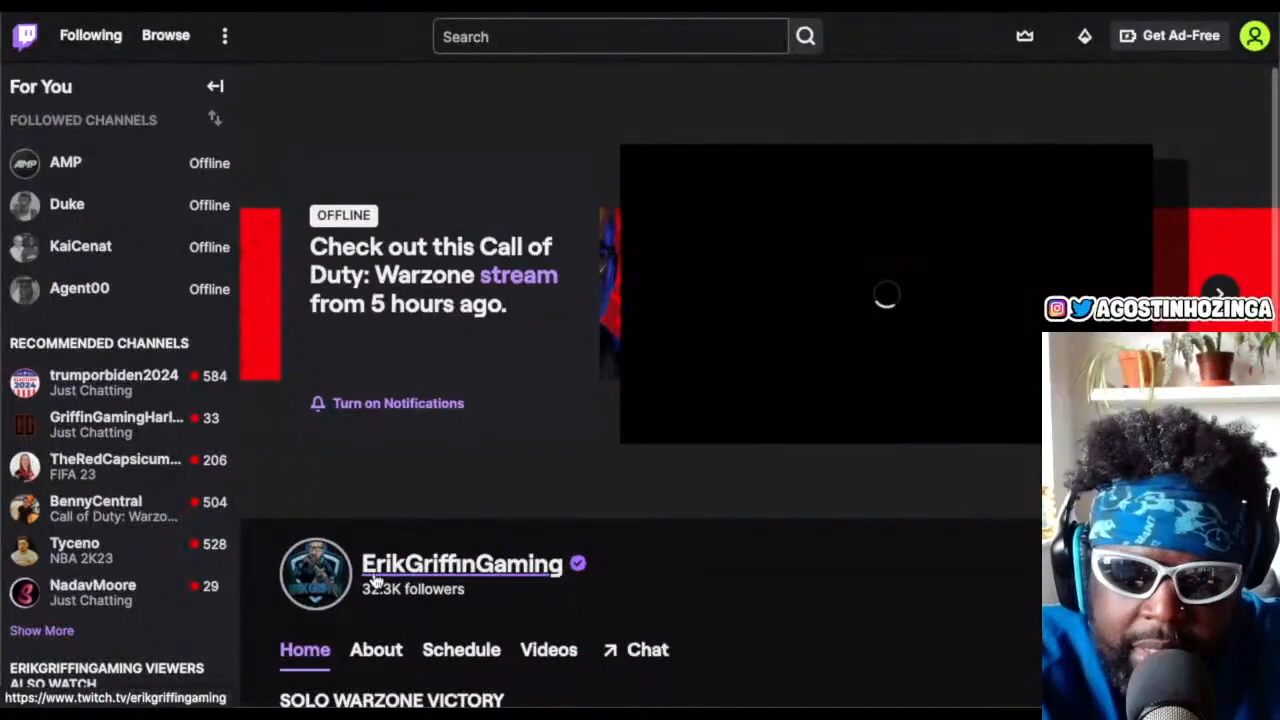 Following
Browse
Search
Get Ad-Free
For You
FOLLOWED CHANNELS
AMP
Offline
Duke
Offline
KaiCenat
Offline
Agent00
Offline
RECOMMENDED CHANNELS
trumporbiden2024
584
Just Chatting
GriffinGamingHarl...
33
Just Chatting
TheRedCapsicum...
206
FIFA 23
BennyCentral
504
Call of Duty: Warzo...
Tyceno
528
NBA 2K23
NadavMoore
29
Just Chatting
Show More
ERIKGRIFFINGAMING VIEWERS
ALSO WATCH
https://www.twitch.tv/erikgriffingaming
OFFLINE
Check out this Call of
Duty: Warzone stream
from 5 hours ago.
Turn on Notifications
AGOSTINHOZINGA
ErikGriffinGaming
32.3K followers
Home
About
Schedule
Videos
Chat
SOLO WARZONE VICTORY